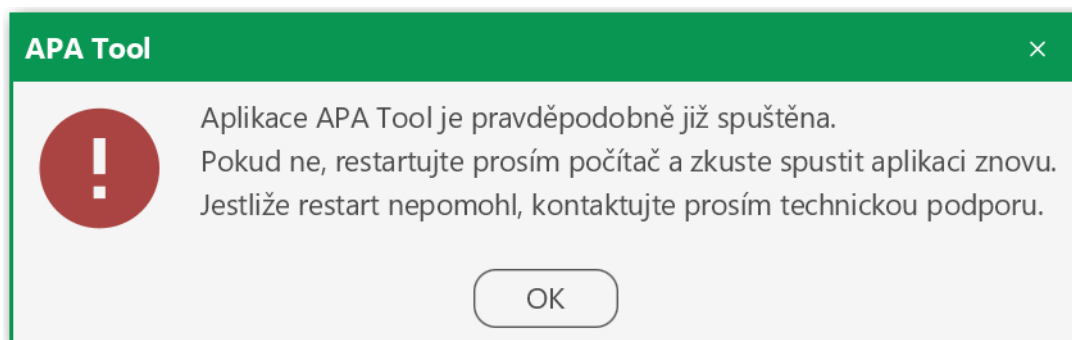 APA Tool
Aplikace APA Tool je pravděpodobně již spuštěna.
Pokud ne, restartujte prosím počítač a zkuste spustit aplikaci znovu.
Jestliže restart nepomohl, kontaktujte prosím technickou podporu.
OK